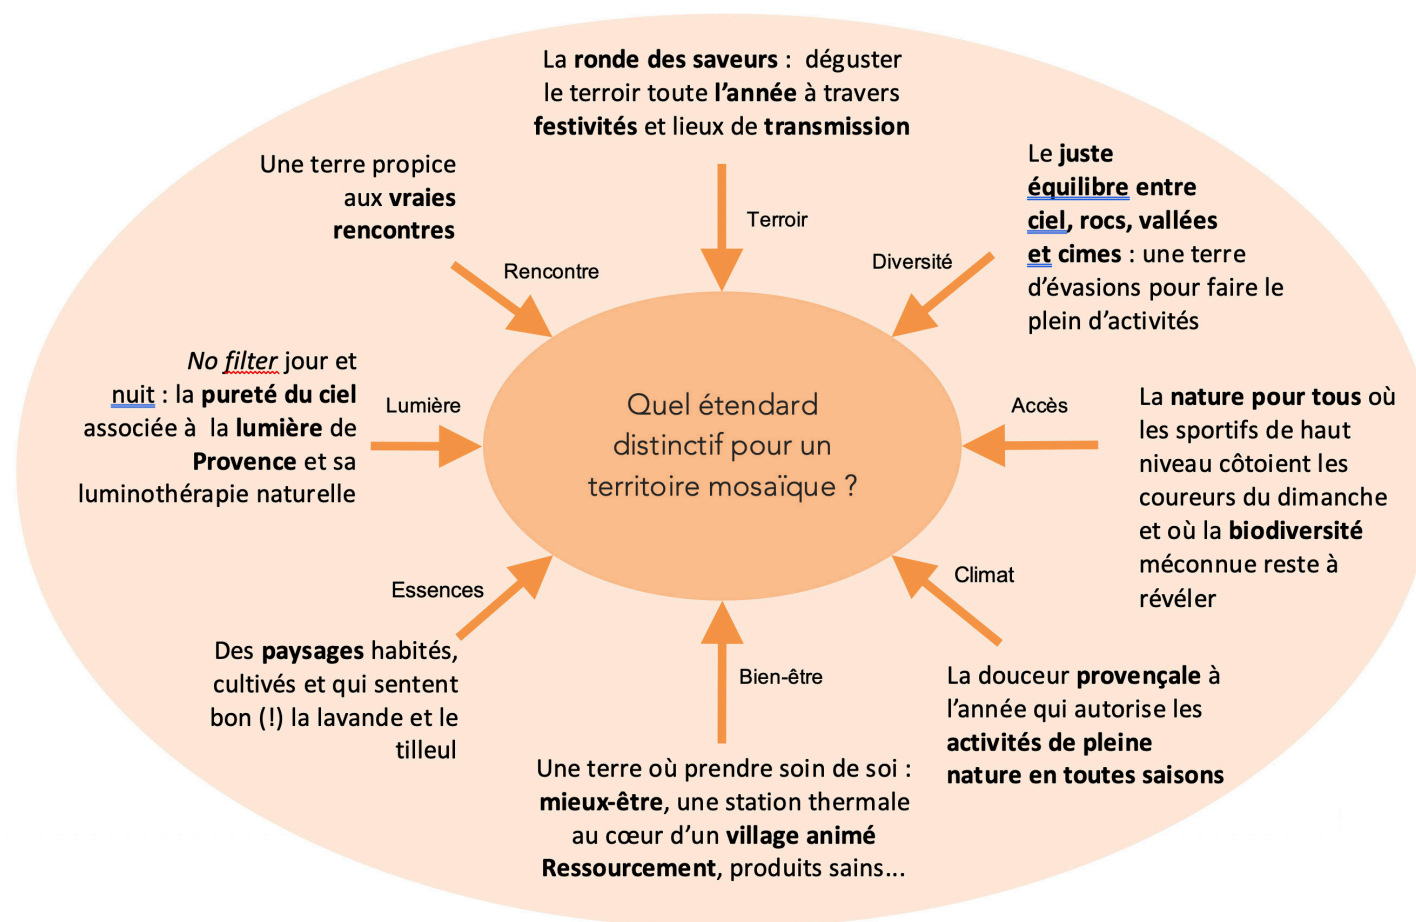 La ronde des saveurs :  déguster
le terroir toute l’année à travers
festivités et lieux de transmission
Terroir
Une terre propice
aux vraies
rencontres
Rencontre
Le juste
équilibre entre
ciel, rocs, vallées
et cimes : une terre
d’évasions pour faire le
plein d’activités
Diversité
No filter jour et
nuit : la pureté du ciel
associée à  la lumière de
Provence et sa
luminothérapie naturelle
Lumière
Quel étendard
distinctif pour un
territoire mosaïque ?
Accès
La nature pour tous où
les sportifs de haut
niveau côtoient les
coureurs du dimanche
et où la biodiversité
méconnue reste à
révéler
Essences
Des paysages habités,
cultivés et qui sentent
bon (!) la lavande et le
tilleul
Bien-être
Une terre où prendre soin de soi :
mieux-être, une station thermale
au cœur d’un village animé
Ressourcement, produits sains...
Climat
La douceur provençale à
l’année qui autorise les
activités de pleine
nature en toutes saisons